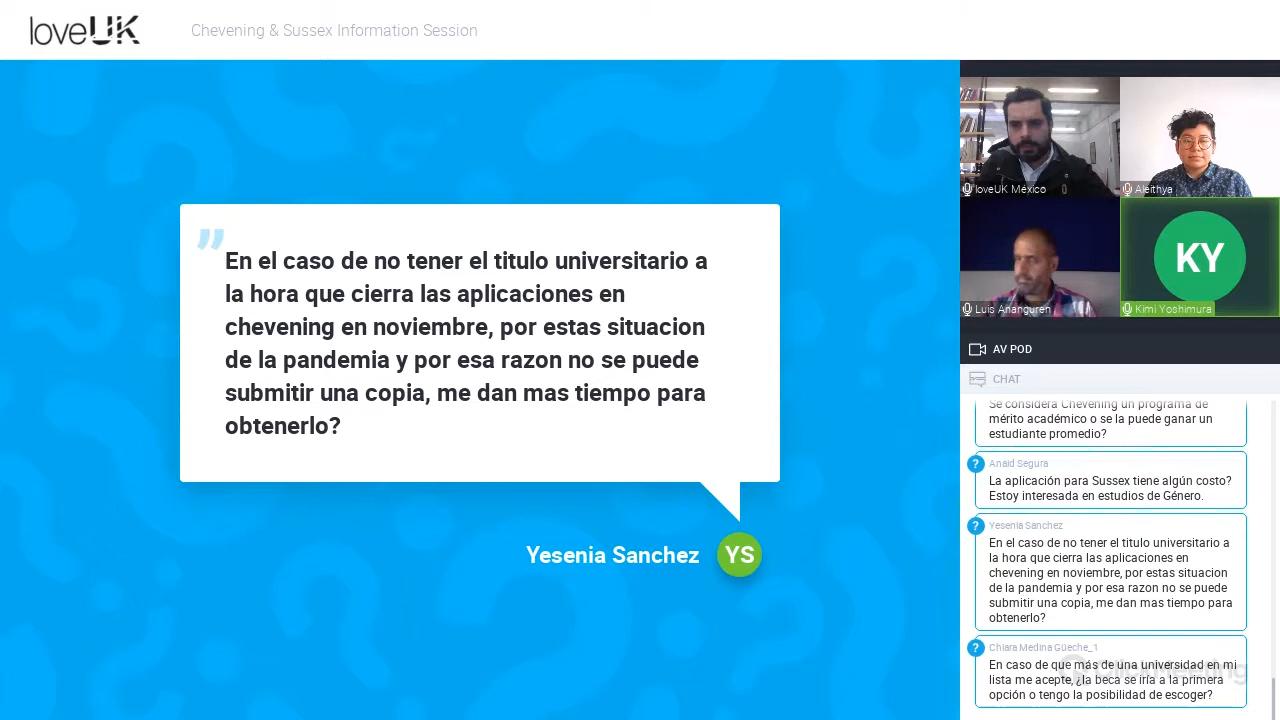 loveUK
Chevening & Sussex Information Session
En el caso de no tener el titulo universitario a
la hora que cierra las aplicaciones en
chevening en noviembre, por estas situacion
de la pandemia y por esa razon no se puede
submitir una copia, me dan mas tiempo para
obtenerlo?
Yesenia Sanchez
YS
loveUK México
Aleithya
KY
Luis Ananguren
Kimi Yoshimura
AV POD
CHAT
Se considera Chevening un programa de
mérito académico o se la puede ganar un
estudiante promedio?
?
Anaid Segura
La aplicación para Sussex tiene algún costo?
Estoy interesada en estudios de Género.
?
Yesenia Sanchez
En el caso de no tener el titulo universitario a
la hora que cierra las aplicaciones en
chevening en noviembre, por estas situacion
de la pandemia y por esa razon no se puede
submitir una copia, me dan mas tiempo para
obtenerlo?
?
Chiara Medina Güeche_1
En caso de que más de una universidad en mi
lista me acepte, ¿la beca se iría a la primera
opción o tengo la posibilidad de escoger?
ClickMeeting